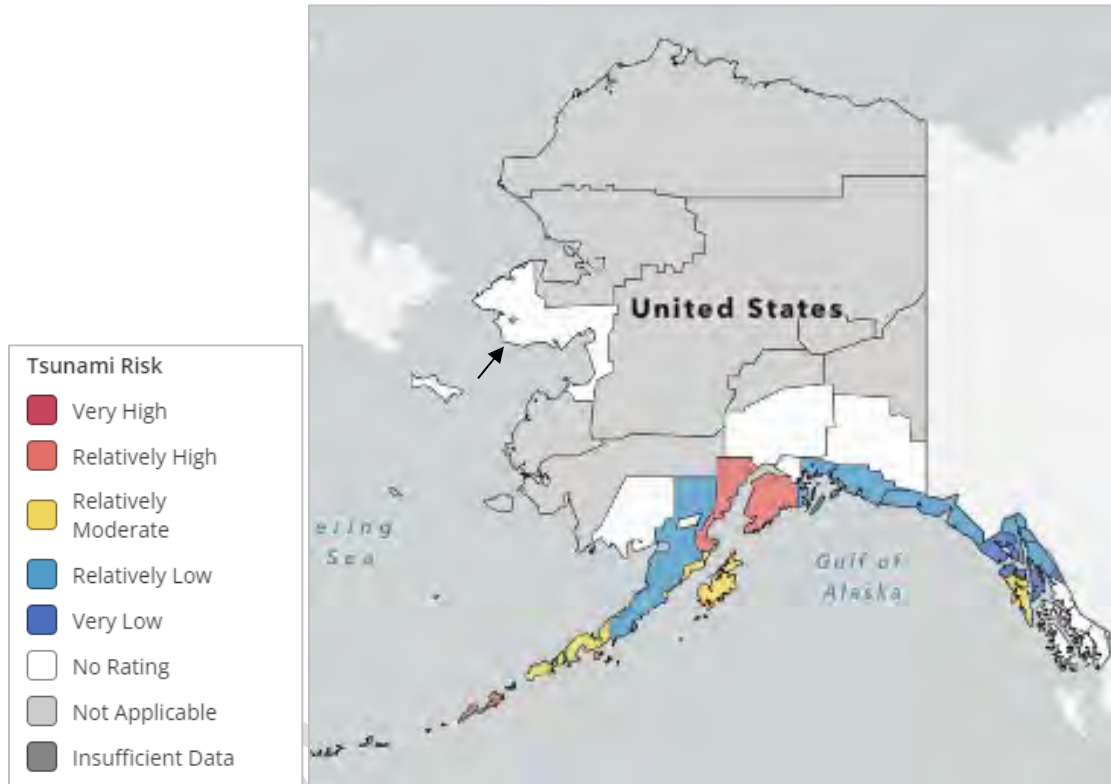 United States
Tsunami Risk
Very High
Relatively High
Relatively
Moderate
Relatively Low
Very Low
No Rating
Not Applicable
Insufficient Data
Sea
Gulf of
Alaska